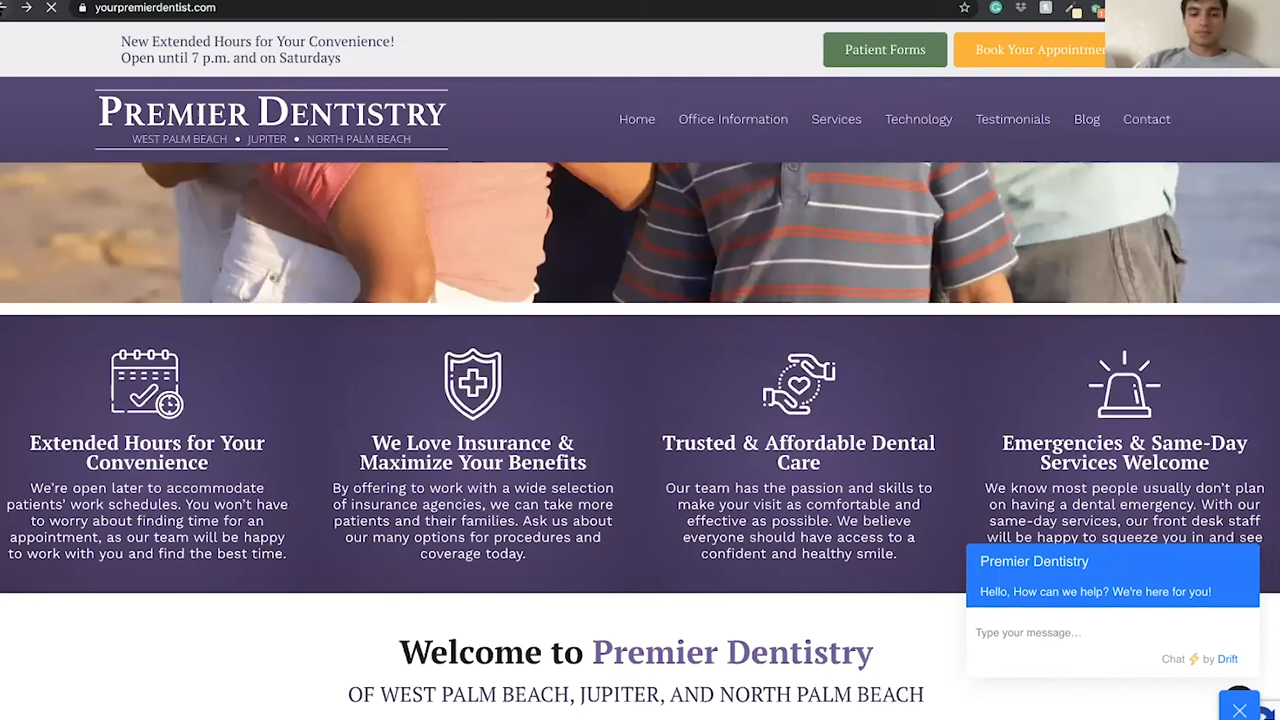 yourpremierdentist.com
New Extended Hours for Your Convenience!
Open until 7 p.m. and on Saturdays
Patient Forms
Book Your Appointmen
PREMIER DENTISTRY
WEST PALM BEACH • JUPITER • NORTH PALM BEACH
Home Office Information Services Technology Testimonials Blog Contact
Extended Hours for Your
Convenience
We're open later to accommodate
patients' work schedules. You won't have
to worry about finding time for an
appointment, as our team will be happy
to work with you and find the best time.
We Love Insurance &
Maximize Your Benefits
By offering to work with a wide selection
of insurance agencies, we can take more
patients and their families. Ask us about
our many options for procedures and
coverage today.
Trusted & Affordable Dental
Care
Our team has the passion and skills to
make your visit as comfortable and
effective as possible. We believe
everyone should have access to a
confident and healthy smile.
Emergencies & Same-Day
Services Welcome
We know most people usually don't plan
on having a dental emergency. With our
same-day services, our front desk staff
will be happy to squeeze you in and see
Premier Dentistry
Hello, How can we help? We're here for you!
Type your message...
Chat ⚡ by Drift
Welcome to Premier Dentistry
OF WEST PALM BEACH, JUPITER, AND NORTH PALM BEACH